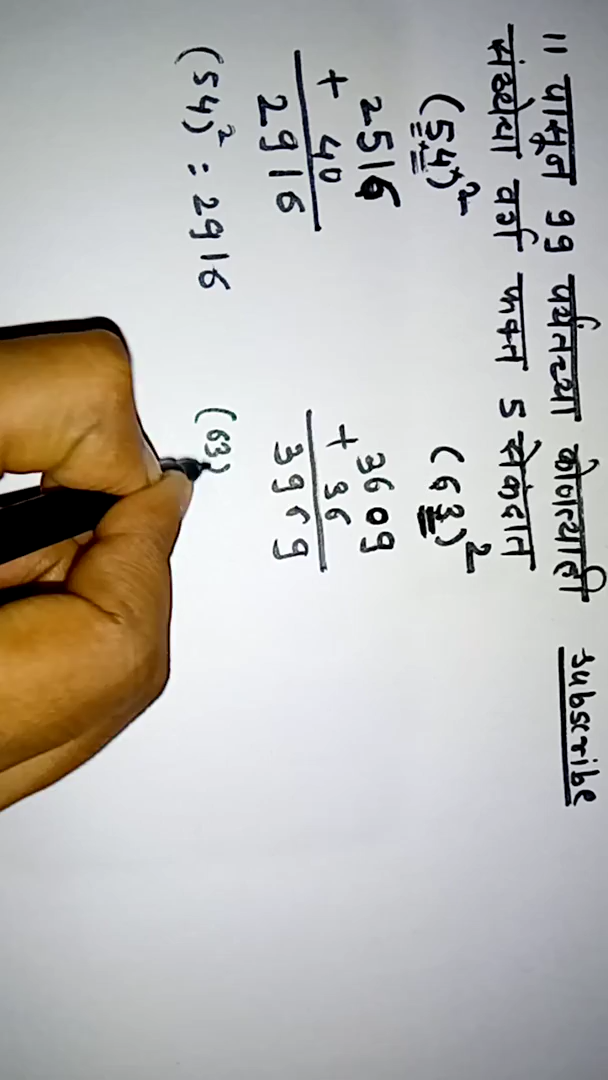 11 पासून 99 पर्यंतच्या कोणत्याही
संख्येचा वर्ग फक्त 5 सेकंदात
subscribe
(54)²
2516
+ 40
2916
(54)² : 2916
(63)²
3609
+ 36
3969
(63)